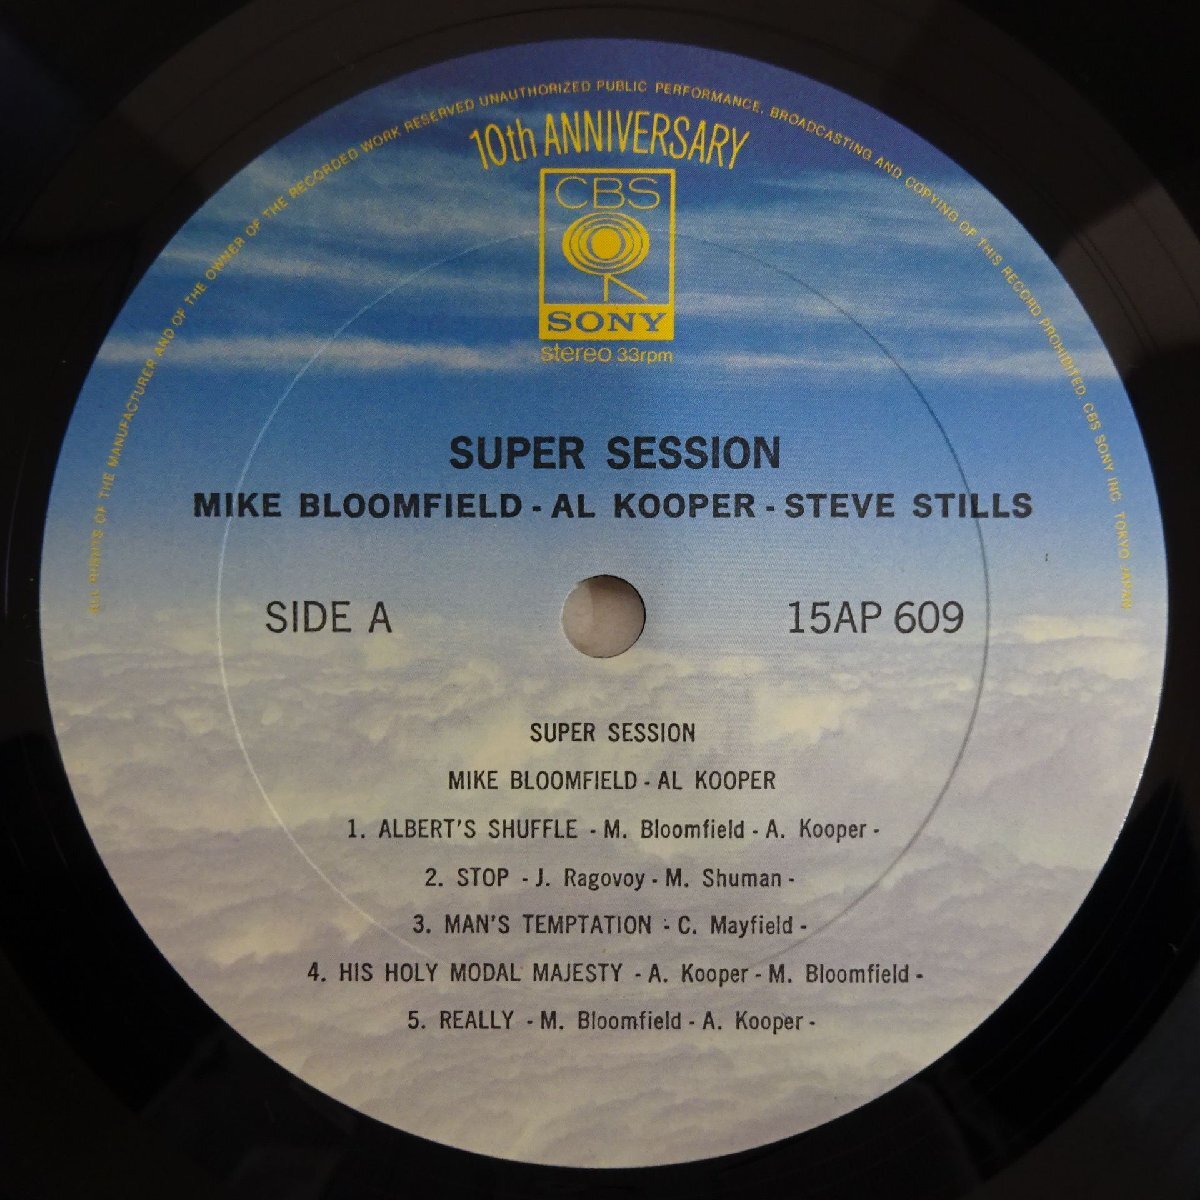 ALL RIGHTS OF THE MANUFACTURER AND OF THE OWNER OF THE RECORDED WORK RESERVED UNAUTHORIZED PUBLIC PERFORMANCE, BROADCASTING AND COPYING OF THIS RECORD PROHIBITED. CBS SONY INC. TOKYO JAPAN
10th ANNIVERSARY
CBS
SONY
stereo 33rpm
SUPER SESSION
MIKE BLOOMFIELD - AL KOOPER - STEVE STILLS
SIDE A 15AP 609
SUPER SESSION
MIKE BLOOMFIELD - AL KOOPER
1. ALBERT'S SHUFFLE - M. Bloomfield - A. Kooper -
2. STOP - J. Ragovoy - M. Shuman -
3. MAN'S TEMPTATION - C. Mayfield -
4. HIS HOLY MODAL MAJESTY - A. Kooper - M. Bloomfield -
5. REALLY - M. Bloomfield - A. Kooper -